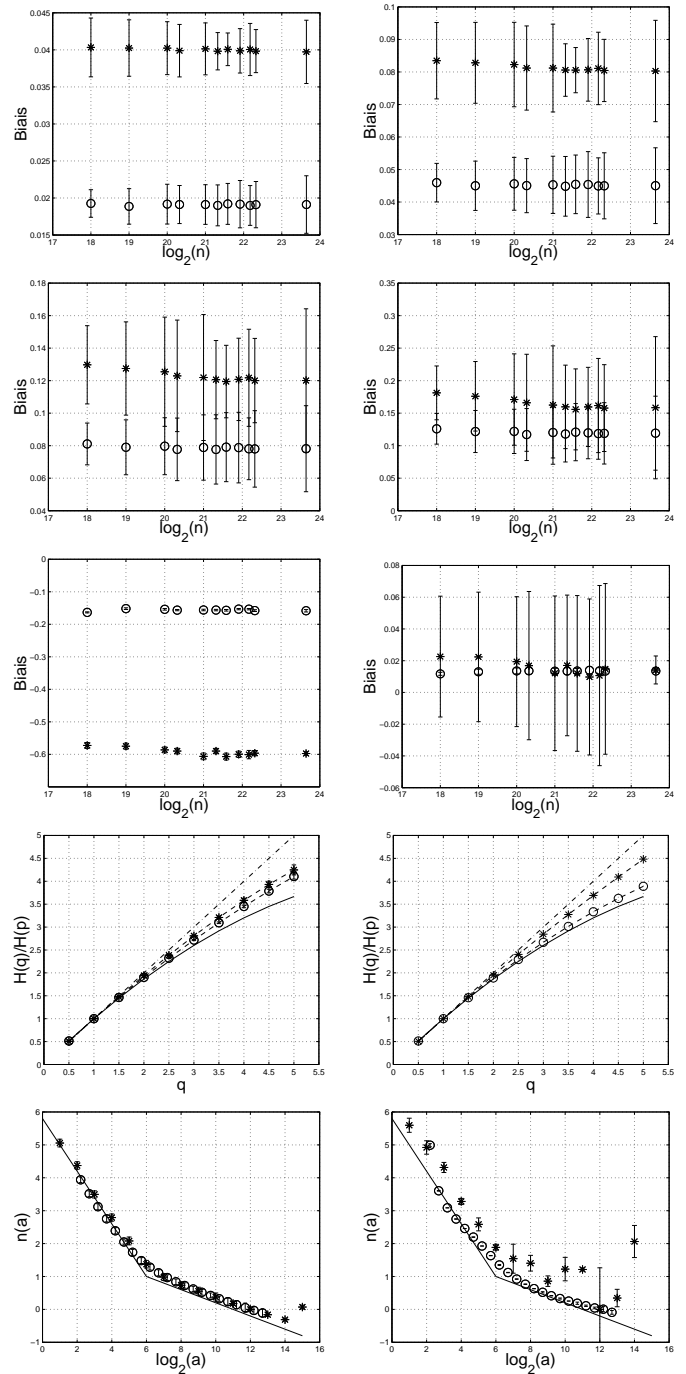 0.045
0.04
0.035
0.03
0.025
0.02
0.015
Biais
17 18 19 20 21 22 23 24
log2(n)
0.1
0.09
0.08
0.07
0.06
0.05
0.04
0.03
Biais
17 18 19 20 21 22 23 24
log2(n)
0.18
0.16
0.14
0.12
0.1
0.08
0.06
0.04
Biais
17 18 19 20 21 22 23 24
log2(n)
0.35
0.3
0.25
0.2
0.15
0.1
0.05
0
Biais
17 18 19 20 21 22 23 24
log2(n)
0
−0.1
−0.2
−0.3
−0.4
−0.5
−0.6
Biais
17 18 19 20 21 22 23 24
log2(n)
0.08
0.06
0.04
0.02
0
−0.02
−0.04
−0.06
Biais
17 18 19 20 21 22 23 24
log2(n)
5
4.5
4
3.5
3
2.5
2
1.5
1
0.5
0
H(q)/H(p)
0 0.5 1 1.5 2 2.5 3 3.5 4 4.5 5 5.5
q
5
4.5
4
3.5
3
2.5
2
1.5
1
0.5
0
H(q)/H(p)
0 0.5 1 1.5 2 2.5 3 3.5 4 4.5 5 5.5
q
6
5
4
3
2
1
0
−1
n(a)
0 2 4 6 8 10 12 14 16
log2(a)
6
5
4
3
2
1
0
−1
n(a)
0 2 4 6 8 10 12 14 16
log2(a)